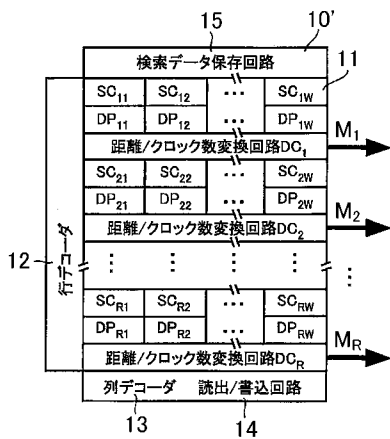 15
10'
検索データ保存回路
11
SC11 SC12 … SC1W
DP11 DP12 … DP1W
距離/クロック数変換回路DC1
M1
SC21 SC22 … SC2W
DP21 DP22 … DP2W
距離/クロック数変換回路DC2
M2
12
行デコーダ
SCR1 SCR2 … SCRW
DPR1 DPR2 … DPRW
距離/クロック数変換回路DCR
MR
列デコーダ 読出/書込回路
13
14